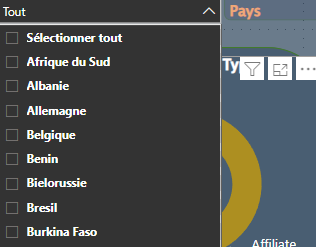 Tout
Pays
Sélectionner tout
Afrique du Sud
Albanie
Allemagne
Belgique
Benin
Bielorussie
Bresil
Burkina Faso
Affiliate